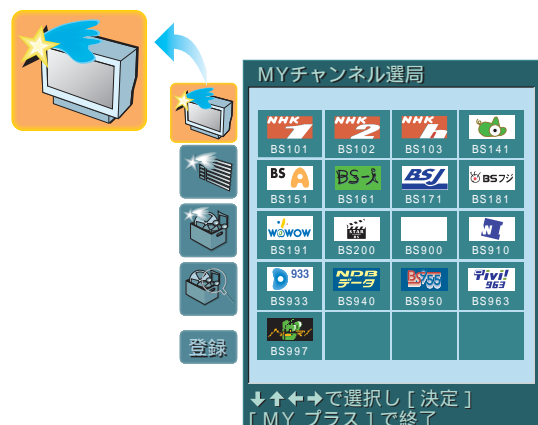 MYチャンネル選局
NHK 1 NHK 2 NHK h
BS101 BS102 BS103 BS141
BS A BS-i BSJ BSフジ
BS151 BS161 BS171 BS181
WOWOW STAR
BS191 BS200 BS900 BS910
933 NDB データ BS955 Tivi! 963
BS933 BS940 BS950 BS963
BS997
登録
↓↑←→で選択し [ 決定 ]
[ MY プラス ] で終了